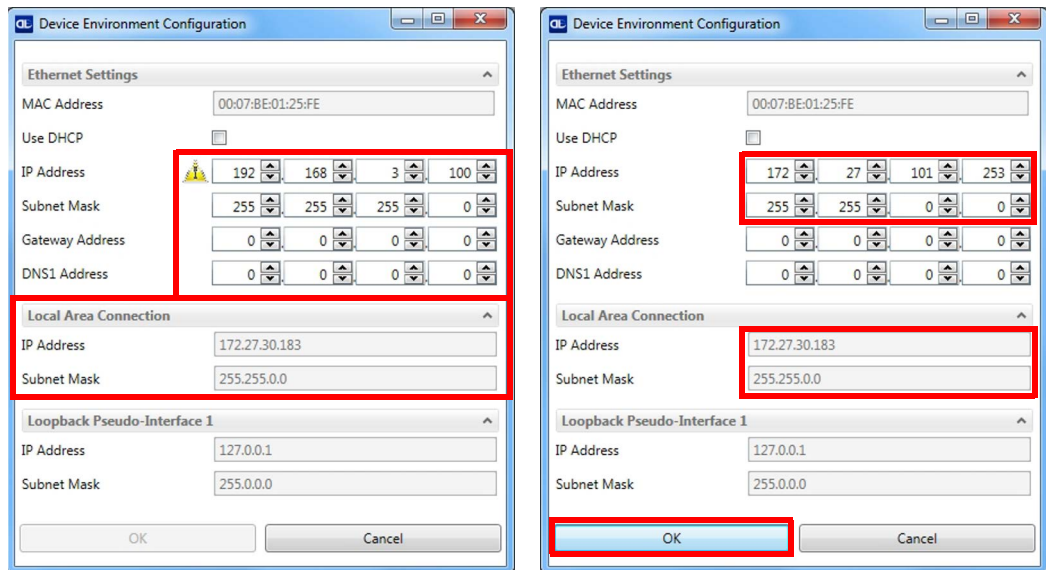 Device Environment Configuration
Ethernet Settings
MAC Address 00:07:BE:01:25:FE
Use DHCP
IP Address 192 . 168 . 3 . 100
Subnet Mask 255 . 255 . 255 . 0
Gateway Address 0 . 0 . 0 . 0
DNS1 Address 0 . 0 . 0 . 0
Local Area Connection
IP Address 172.27.30.183
Subnet Mask 255.255.0.0
Loopback Pseudo-Interface 1
IP Address 127.0.0.1
Subnet Mask 255.0.0.0
OK Cancel
Device Environment Configuration
Ethernet Settings
MAC Address 00:07:BE:01:25:FE
Use DHCP
IP Address 172 . 27 . 101 . 253
Subnet Mask 255 . 255 . 0 . 0
Gateway Address 0 . 0 . 0 . 0
DNS1 Address 0 . 0 . 0 . 0
Local Area Connection
IP Address 172.27.30.183
Subnet Mask 255.255.0.0
Loopback Pseudo-Interface 1
IP Address 127.0.0.1
Subnet Mask 255.0.0.0
OK Cancel